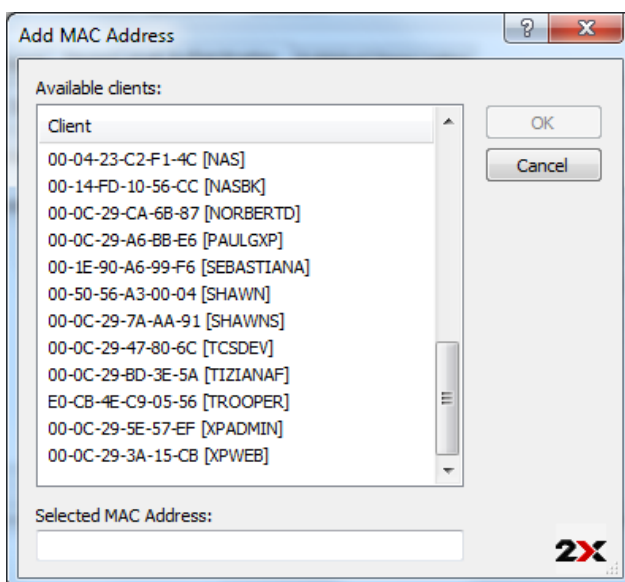 Add MAC Address
Available clients:
Client
00-04-23-C2-F1-4C [NAS]
00-14-FD-10-56-CC [NASBK]
00-0C-29-CA-6B-87 [NORBERTD]
00-0C-29-A6-BB-E6 [PAULGXP]
00-1E-90-A6-99-F6 [SEBASTIANA]
00-50-56-A3-00-04 [SHAWN]
00-0C-29-7A-AA-91 [SHAWNS]
00-0C-29-47-80-6C [TCSDEV]
00-0C-29-BD-3E-5A [TIZIANAF]
E0-CB-4E-C9-05-56 [TROOPER]
00-0C-29-5E-57-EF [XPADMIN]
00-0C-29-3A-15-CB [XPWEB]
OK
Cancel
Selected MAC Address:
2X